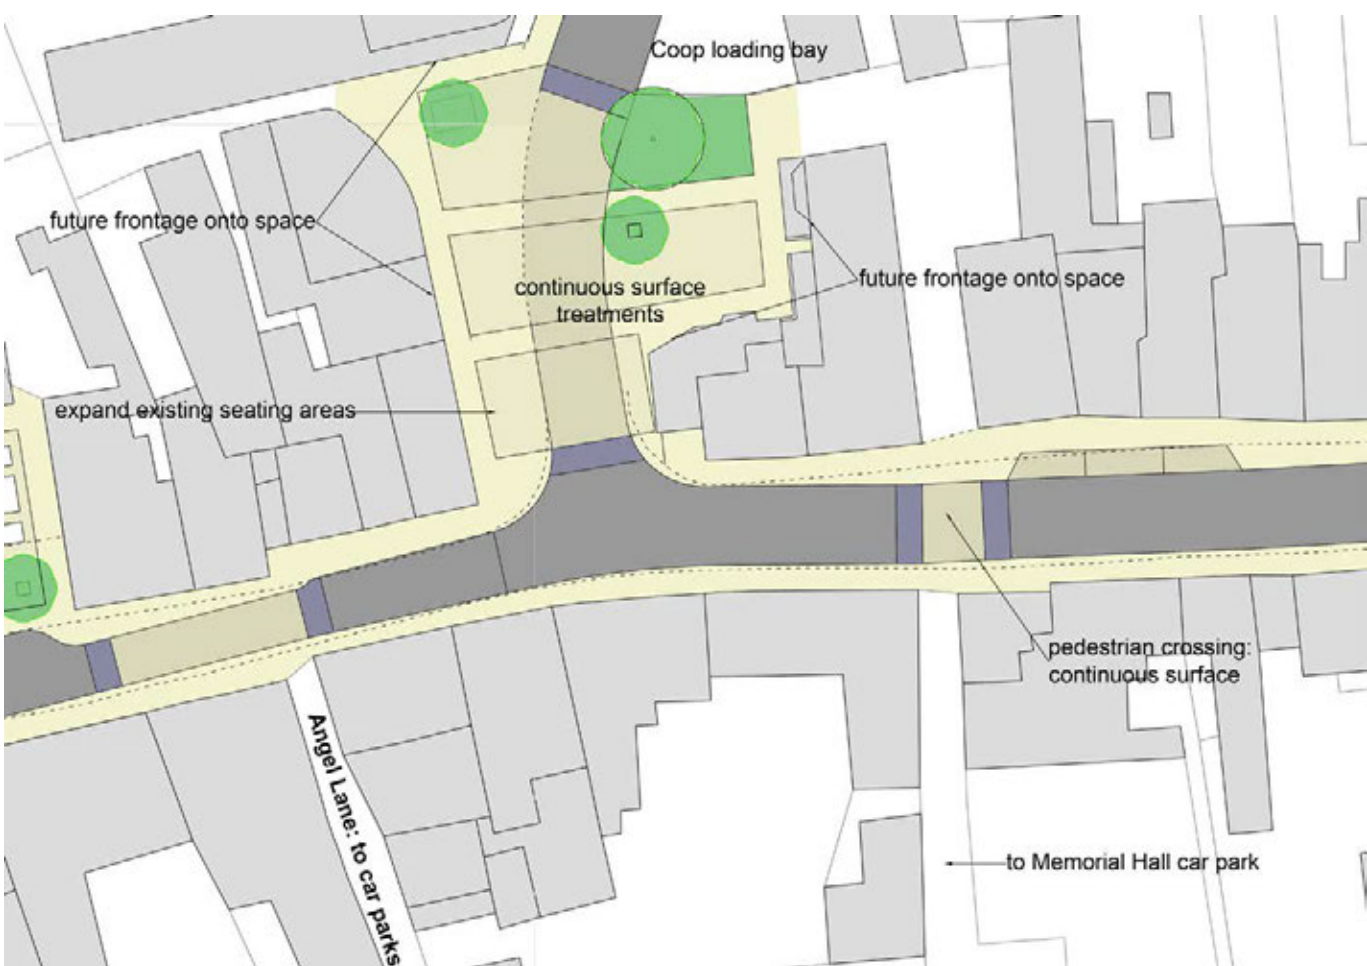 Coop loading bay
future frontage onto space
future frontage onto space
continuous surface
treatments
expand existing seating areas
pedestrian crossing:
continuous surface
Angel Lane: to car parks
to Memorial Hall car park